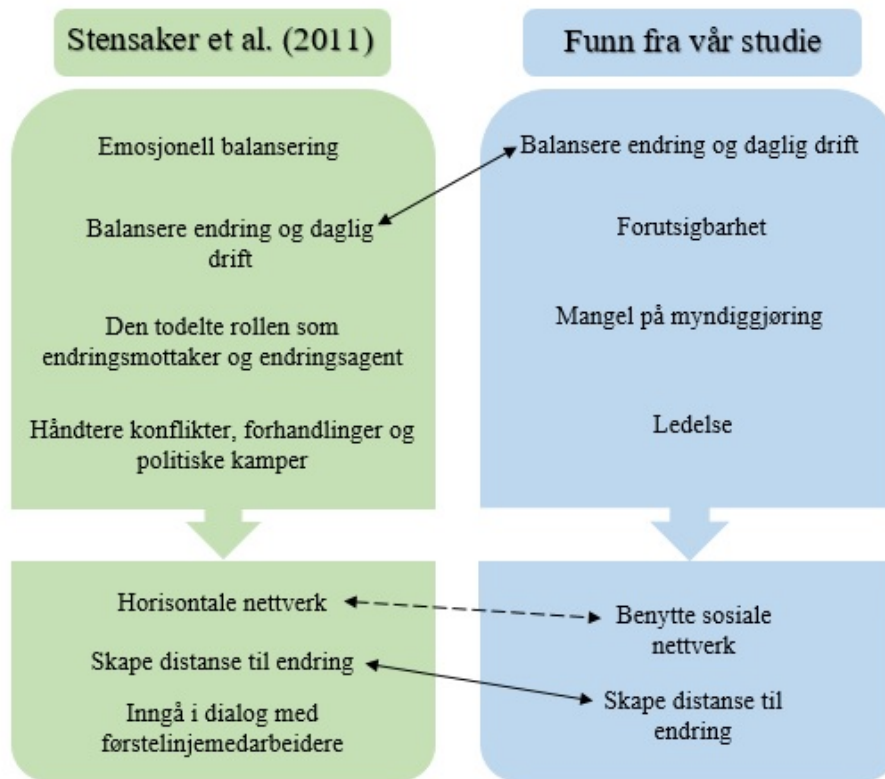 Stensaker et al. (2011)
Emosjonell balansering
Balansere endring og daglig
drift
Den todelte rollen som
endringsmottaker og endringsagent
Håndtere konflikter, forhandlinger og
politiske kamper
Horisontale nettverk
Skape distanse til endring
Inngå i dialog med
førstelinjemedarbeidere
Funn fra vår studie
Balansere endring og daglig drift
Forutsigbarhet
Mangel på myndiggjøring
Ledelse
Benytte sosiale
nettverk
Skape distanse til
endring